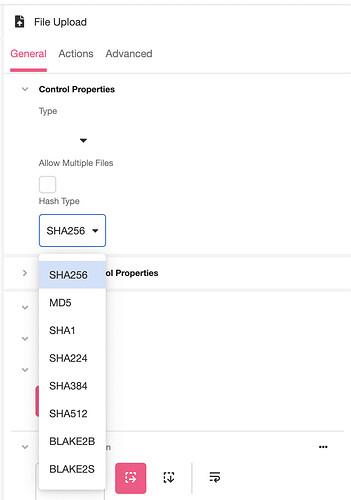 File Upload
General Actions Advanced
Control Properties
Type
Allow Multiple Files
Hash Type
SHA256
ol Properties
SHA256
MD5
SHA1
SHA224
SHA384
SHA512
BLAKE2B
n
BLAKE2S